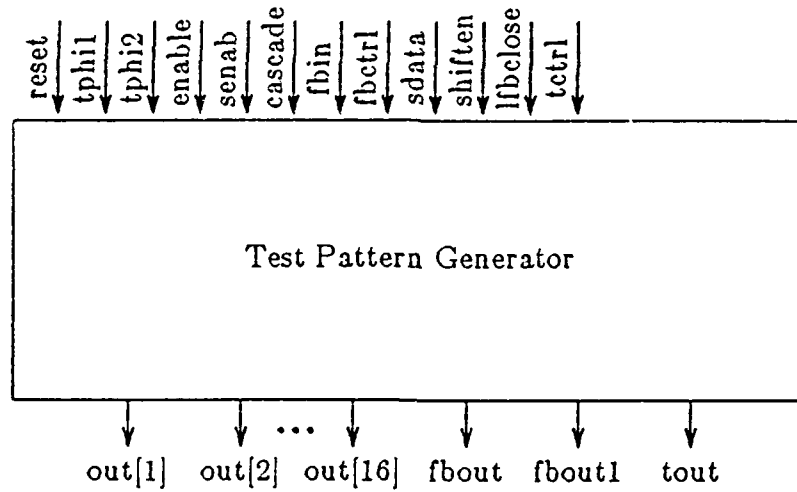 reset
tphi1
tphi2
enable
senab
cascade
fbin
fbctrl
sdata
shiften
lfbclose
tctrl
Test Pattern Generator
out[1] out[2] ... out[16] fbout fbout1 tout